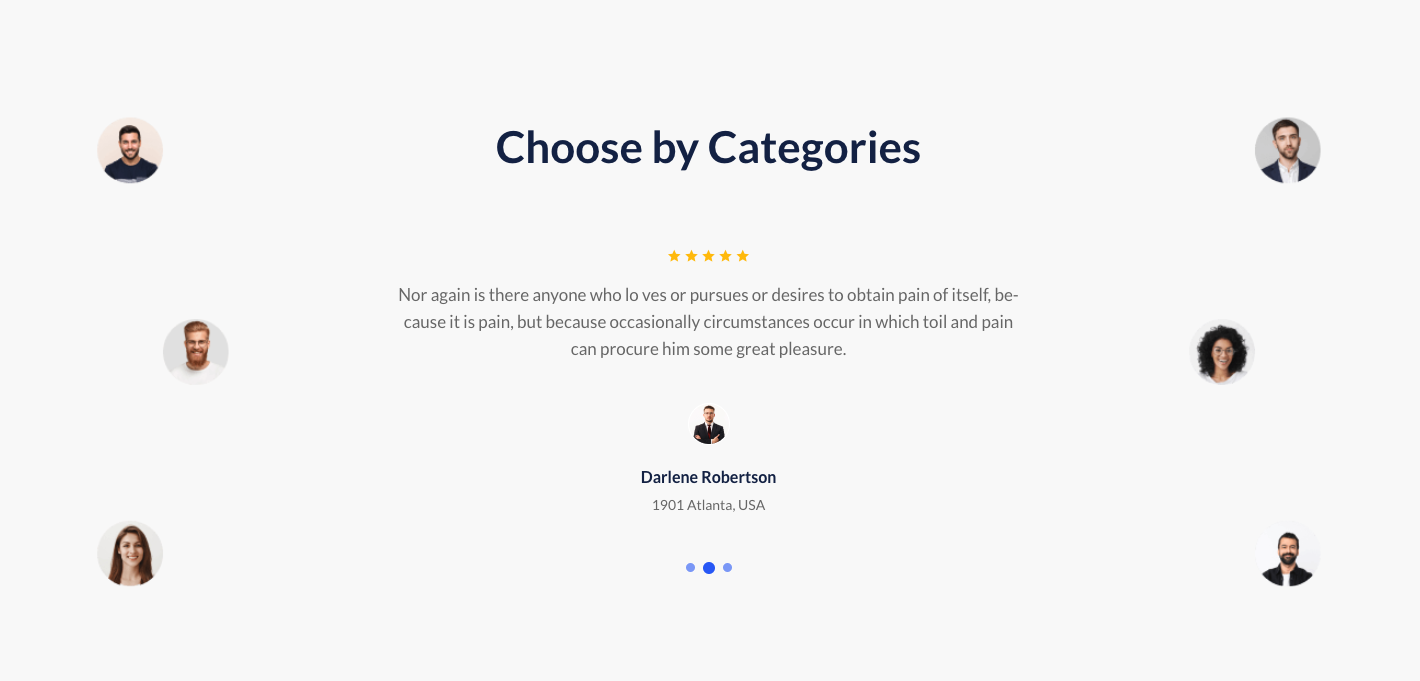 Choose by Categories
Nor again is there anyone who lo ves or pursues or desires to obtain pain of itself, be-
cause it is pain, but because occasionally circumstances occur in which toil and pain
can procure him some great pleasure.
Darlene Robertson
1901 Atlanta, USA